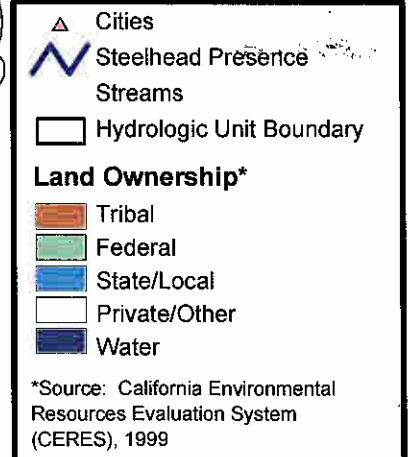 Cities
Steelhead Presence
Streams
Hydrologic Unit Boundary
Land Ownership*
Tribal
Federal
State/Local
Private/Other
Water
*Source: California Environmental
Resources Evaluation System
(CERES), 1999